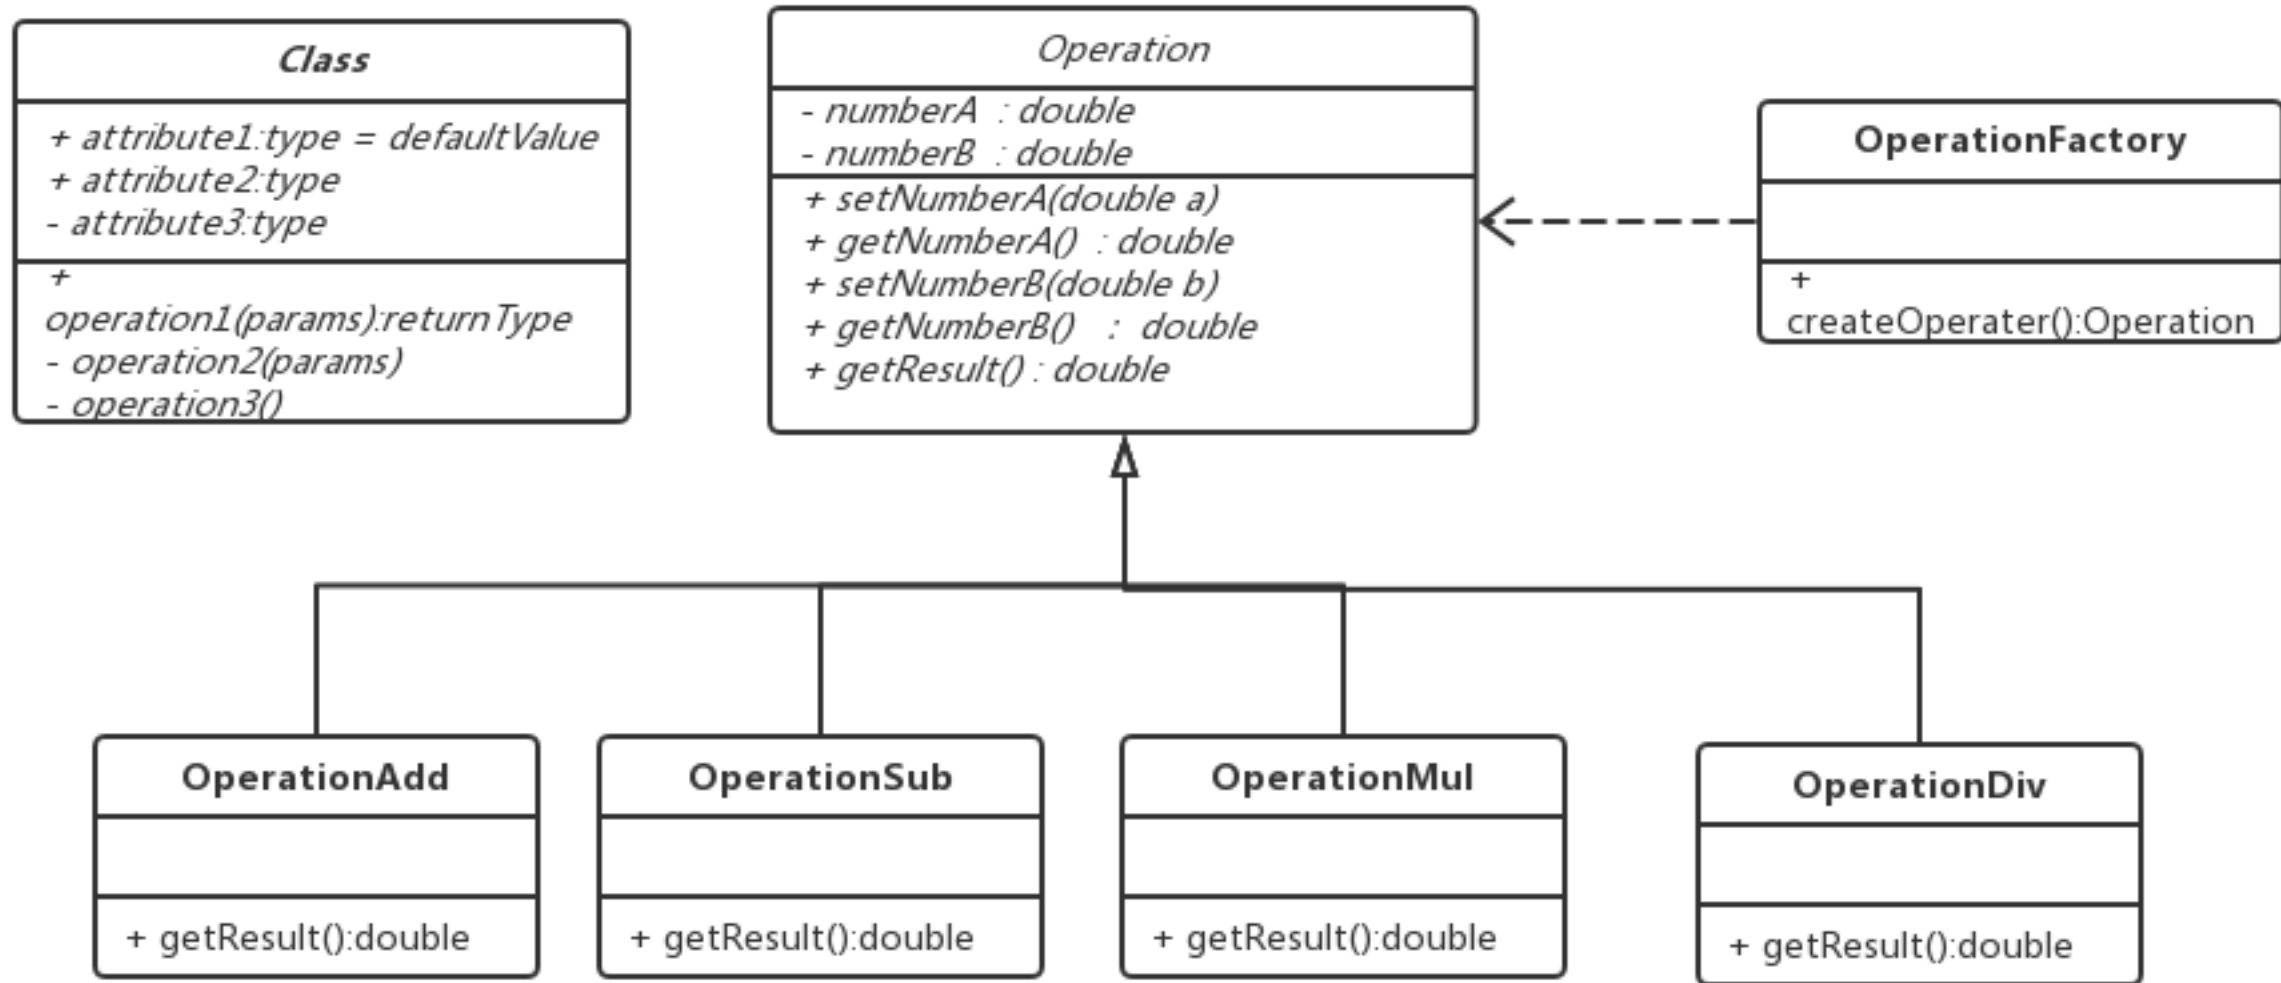 Class
+ attribute1:type = defaultValue
+ attribute2:type
- attribute3:type
+
operation1(params):returnType
- operation2(params)
- operation3()
Operation
- numberA : double
- numberB : double
+ setNumberA(double a)
+ getNumberA() : double
+ setNumberB(double b)
+ getNumberB() : double
+ getResult() : double
OperationFactory
+
createOperater():Operation
OperationAdd
+ getResult():double
OperationSub
+ getResult():double
OperationMul
+ getResult():double
OperationDiv
+ getResult():double